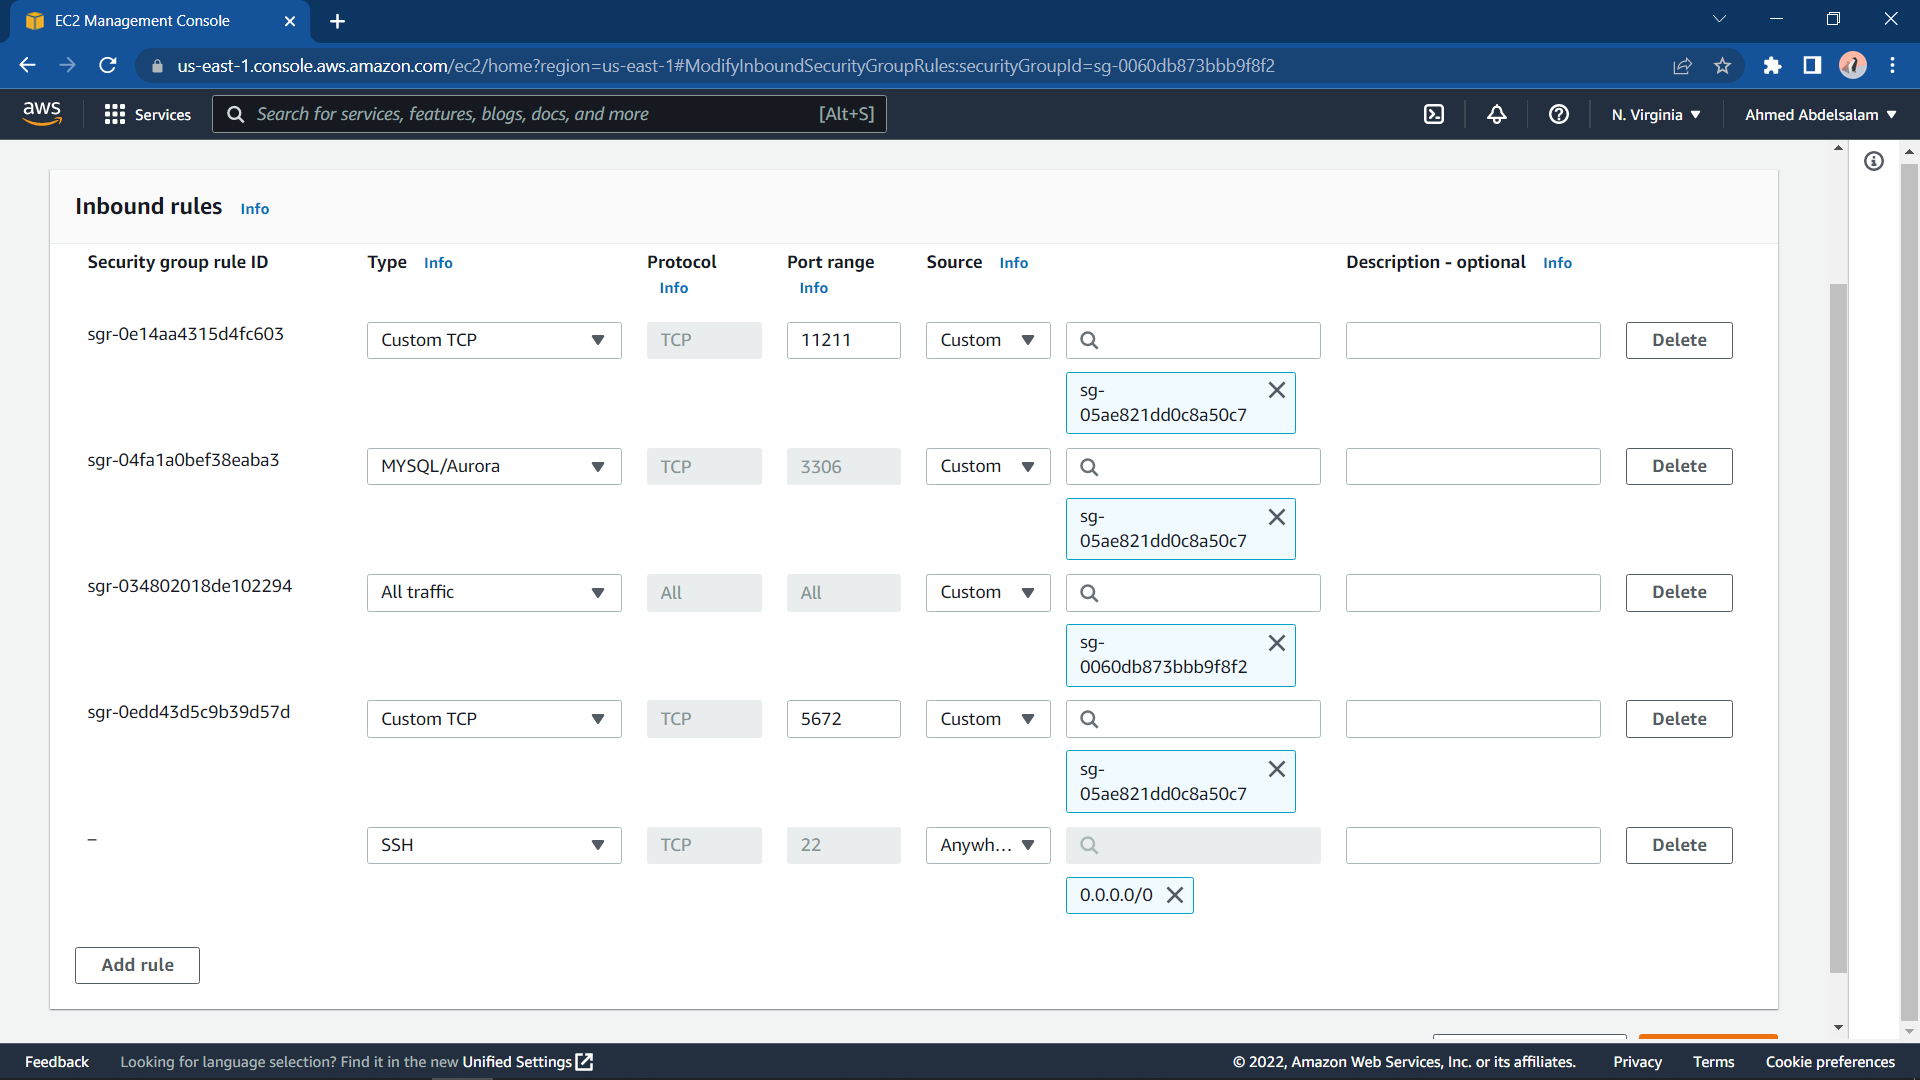 EC2 Management Console
us-east-1.console.aws.amazon.com/ec2/home?region=us-east-1#ModifyInboundSecurityGroupRules:securityGroupId=sg-0060db873bbb9f8f2
aws Services Search for services, features, blogs, docs, and more [Alt+S] N. Virginia Ahmed Abdelsalam
Inbound rules Info
Security group rule ID Type Info Protocol Port range Source Info Description - optional Info
Info Info
sgr-0e14aa4315d4fc603 Custom TCP TCP 11211 Custom Delete
sg-
05ae821dd0c8a50c7
sgr-04fa1a0bef38eaba3 MYSQL/Aurora TCP 3306 Custom Delete
sg-
05ae821dd0c8a50c7
sgr-034802018de102294 All traffic All All Custom Delete
sg-
0060db873bbb9f8f2
sgr-0edd43d5c9b39d57d Custom TCP TCP 5672 Custom Delete
sg-
05ae821dd0c8a50c7
– SSH TCP 22 Anywh... Delete
0.0.0.0/0
Add rule
Feedback Looking for language selection? Find it in the new Unified Settings © 2022, Amazon Web Services, Inc. or its affiliates. Privacy Terms Cookie preferences